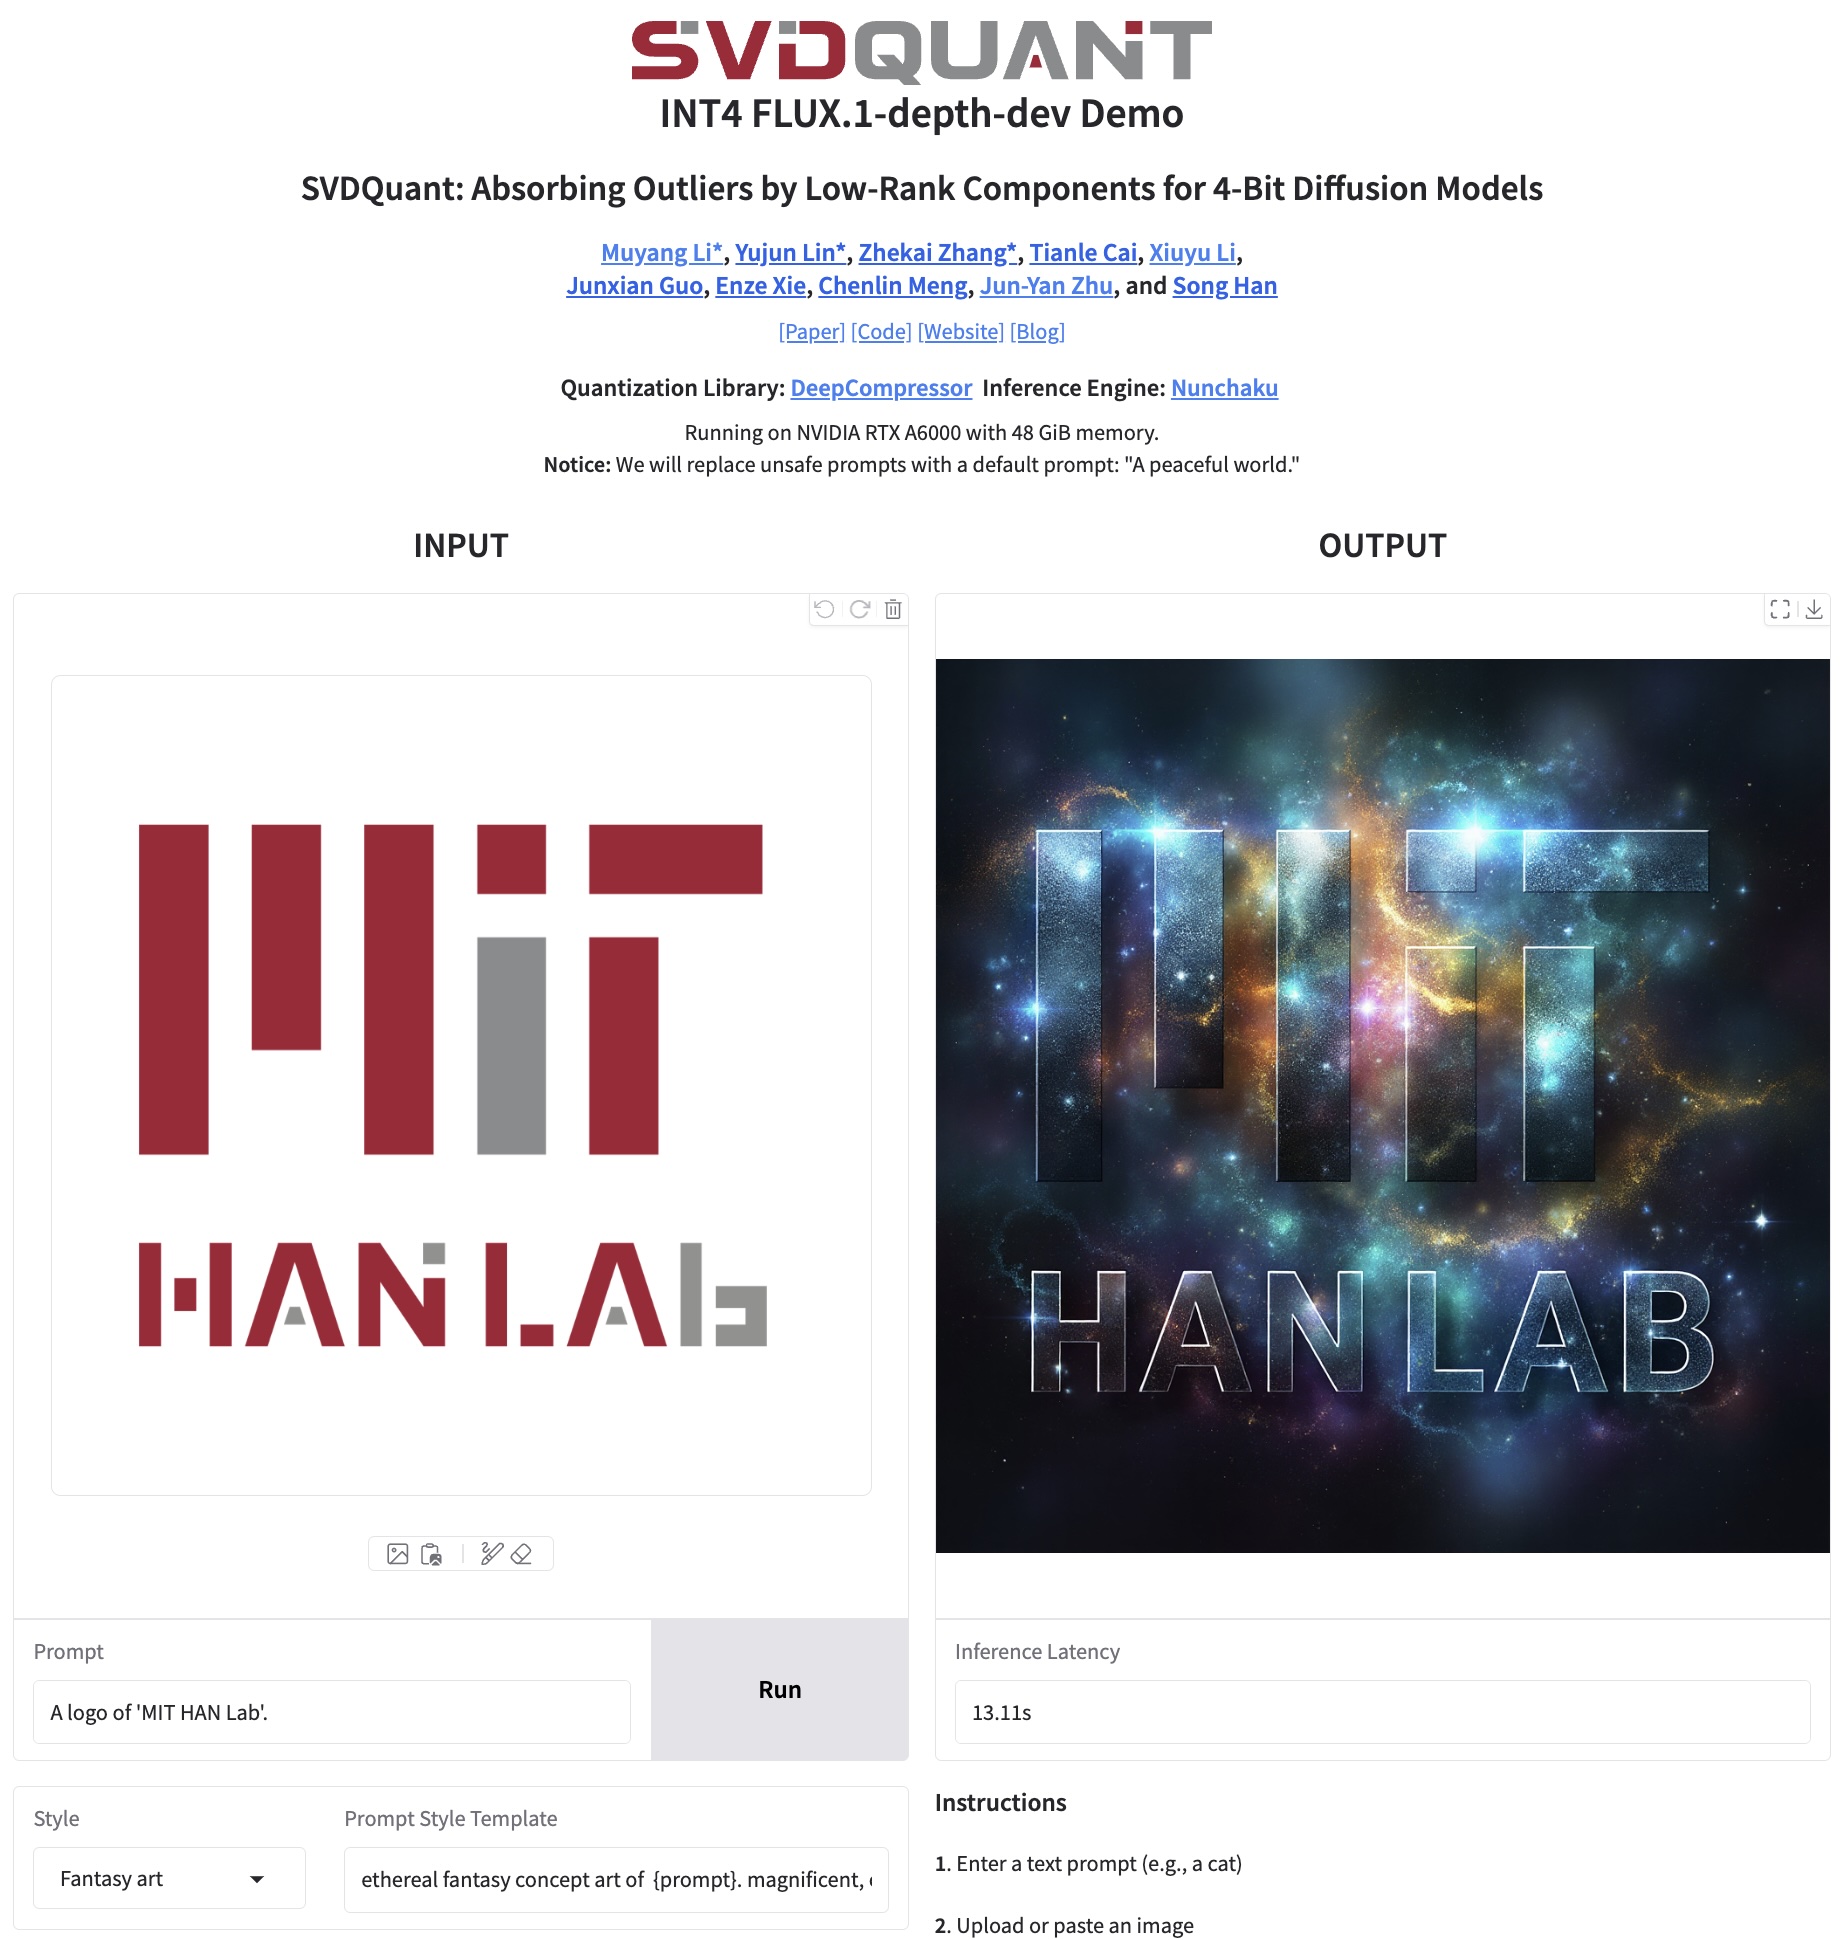 SVDQUANT
INT4 FLUX.1-depth-dev Demo
SVDQuant: Absorbing Outliers by Low-Rank Components for 4-Bit Diffusion Models
Muyang Li*, Yujun Lin*, Zhekai Zhang*, Tianle Cai, Xiuyu Li,
Junxian Guo, Enze Xie, Chenlin Meng, Jun-Yan Zhu, and Song Han
[Paper] [Code] [Website] [Blog]
Quantization Library: DeepCompressor Inference Engine: Nunchaku
Running on NVIDIA RTX A6000 with 48 GiB memory.
Notice: We will replace unsafe prompts with a default prompt: "A peaceful world."
INPUT
MiT
HAN LAb
Prompt
A logo of 'MIT HAN Lab'.
Run
Style
Fantasy art
Prompt Style Template
ethereal fantasy concept art of {prompt}. magnificent,
OUTPUT
MiT
HAN LAB
Inference Latency
13.11s
Instructions
1. Enter a text prompt (e.g., a cat)
2. Upload or paste an image